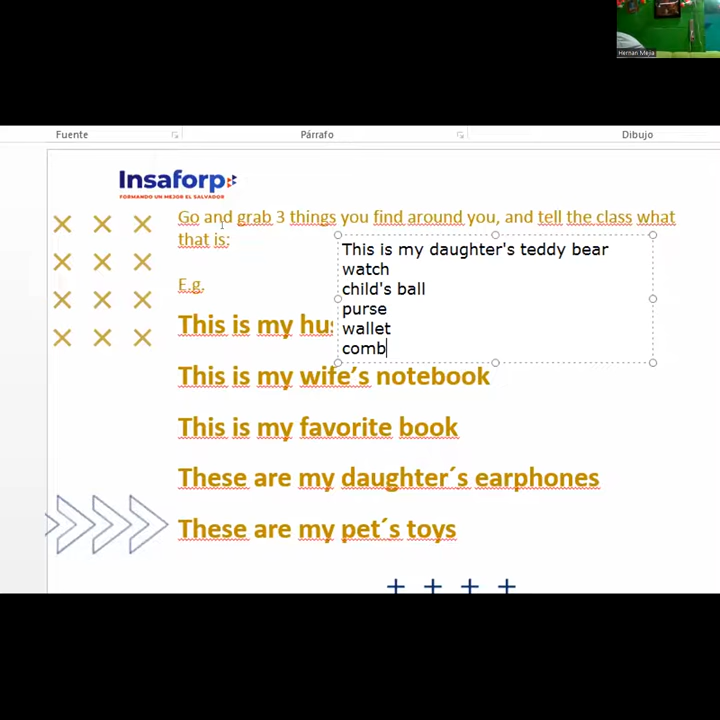 Hernan Mejia
Fuente
Párrafo
Dibujo
Insaforp
FORMANDO UN MEJOR EL SALVADOR
Go and grab 3 things you find around you, and tell the class what
that is:
This is my daughter's teddy bear
watch
child's ball
purse
wallet
comb
E.g.
This is my hus
This is my wife’s notebook
This is my favorite book
These are my daughter´s earphones
These are my pet´s toys